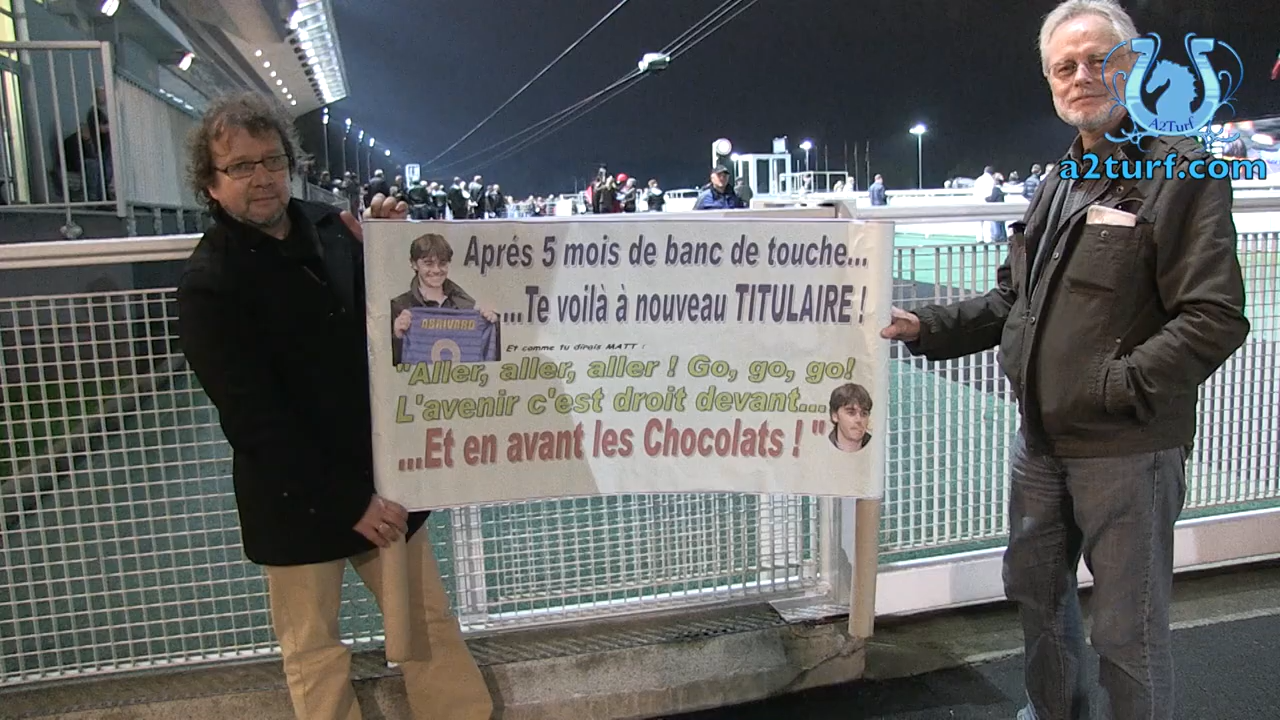 Aprés 5 mois de banc de touche...
...Te voilà à nouveau TITULAIRE !
ABRIVARD
Et comme tu dirais MATT :
"Aller, aller, aller ! Go, go, go!
L'avenir c'est droit devant...
...Et en avant les Chocolats ! "
A2Turf
a2turf.com